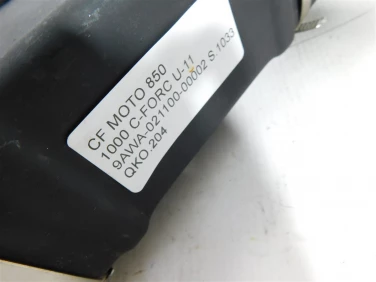 CF MOTO 850
1000 C-FORC U-11
9AWA-021100-00002 S.1033
QKO.204